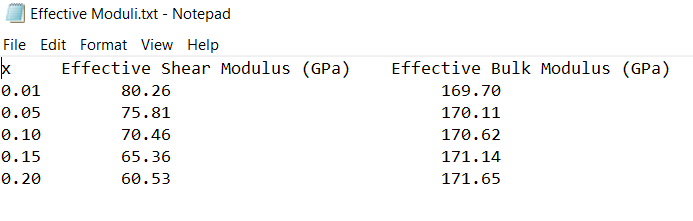 Effective Moduli.txt - Notepad
File Edit Format View Help
x Effective Shear Modulus (GPa) Effective Bulk Modulus (GPa)
0.01 80.26 169.70
0.05 75.81 170.11
0.10 70.46 170.62
0.15 65.36 171.14
0.20 60.53 171.65